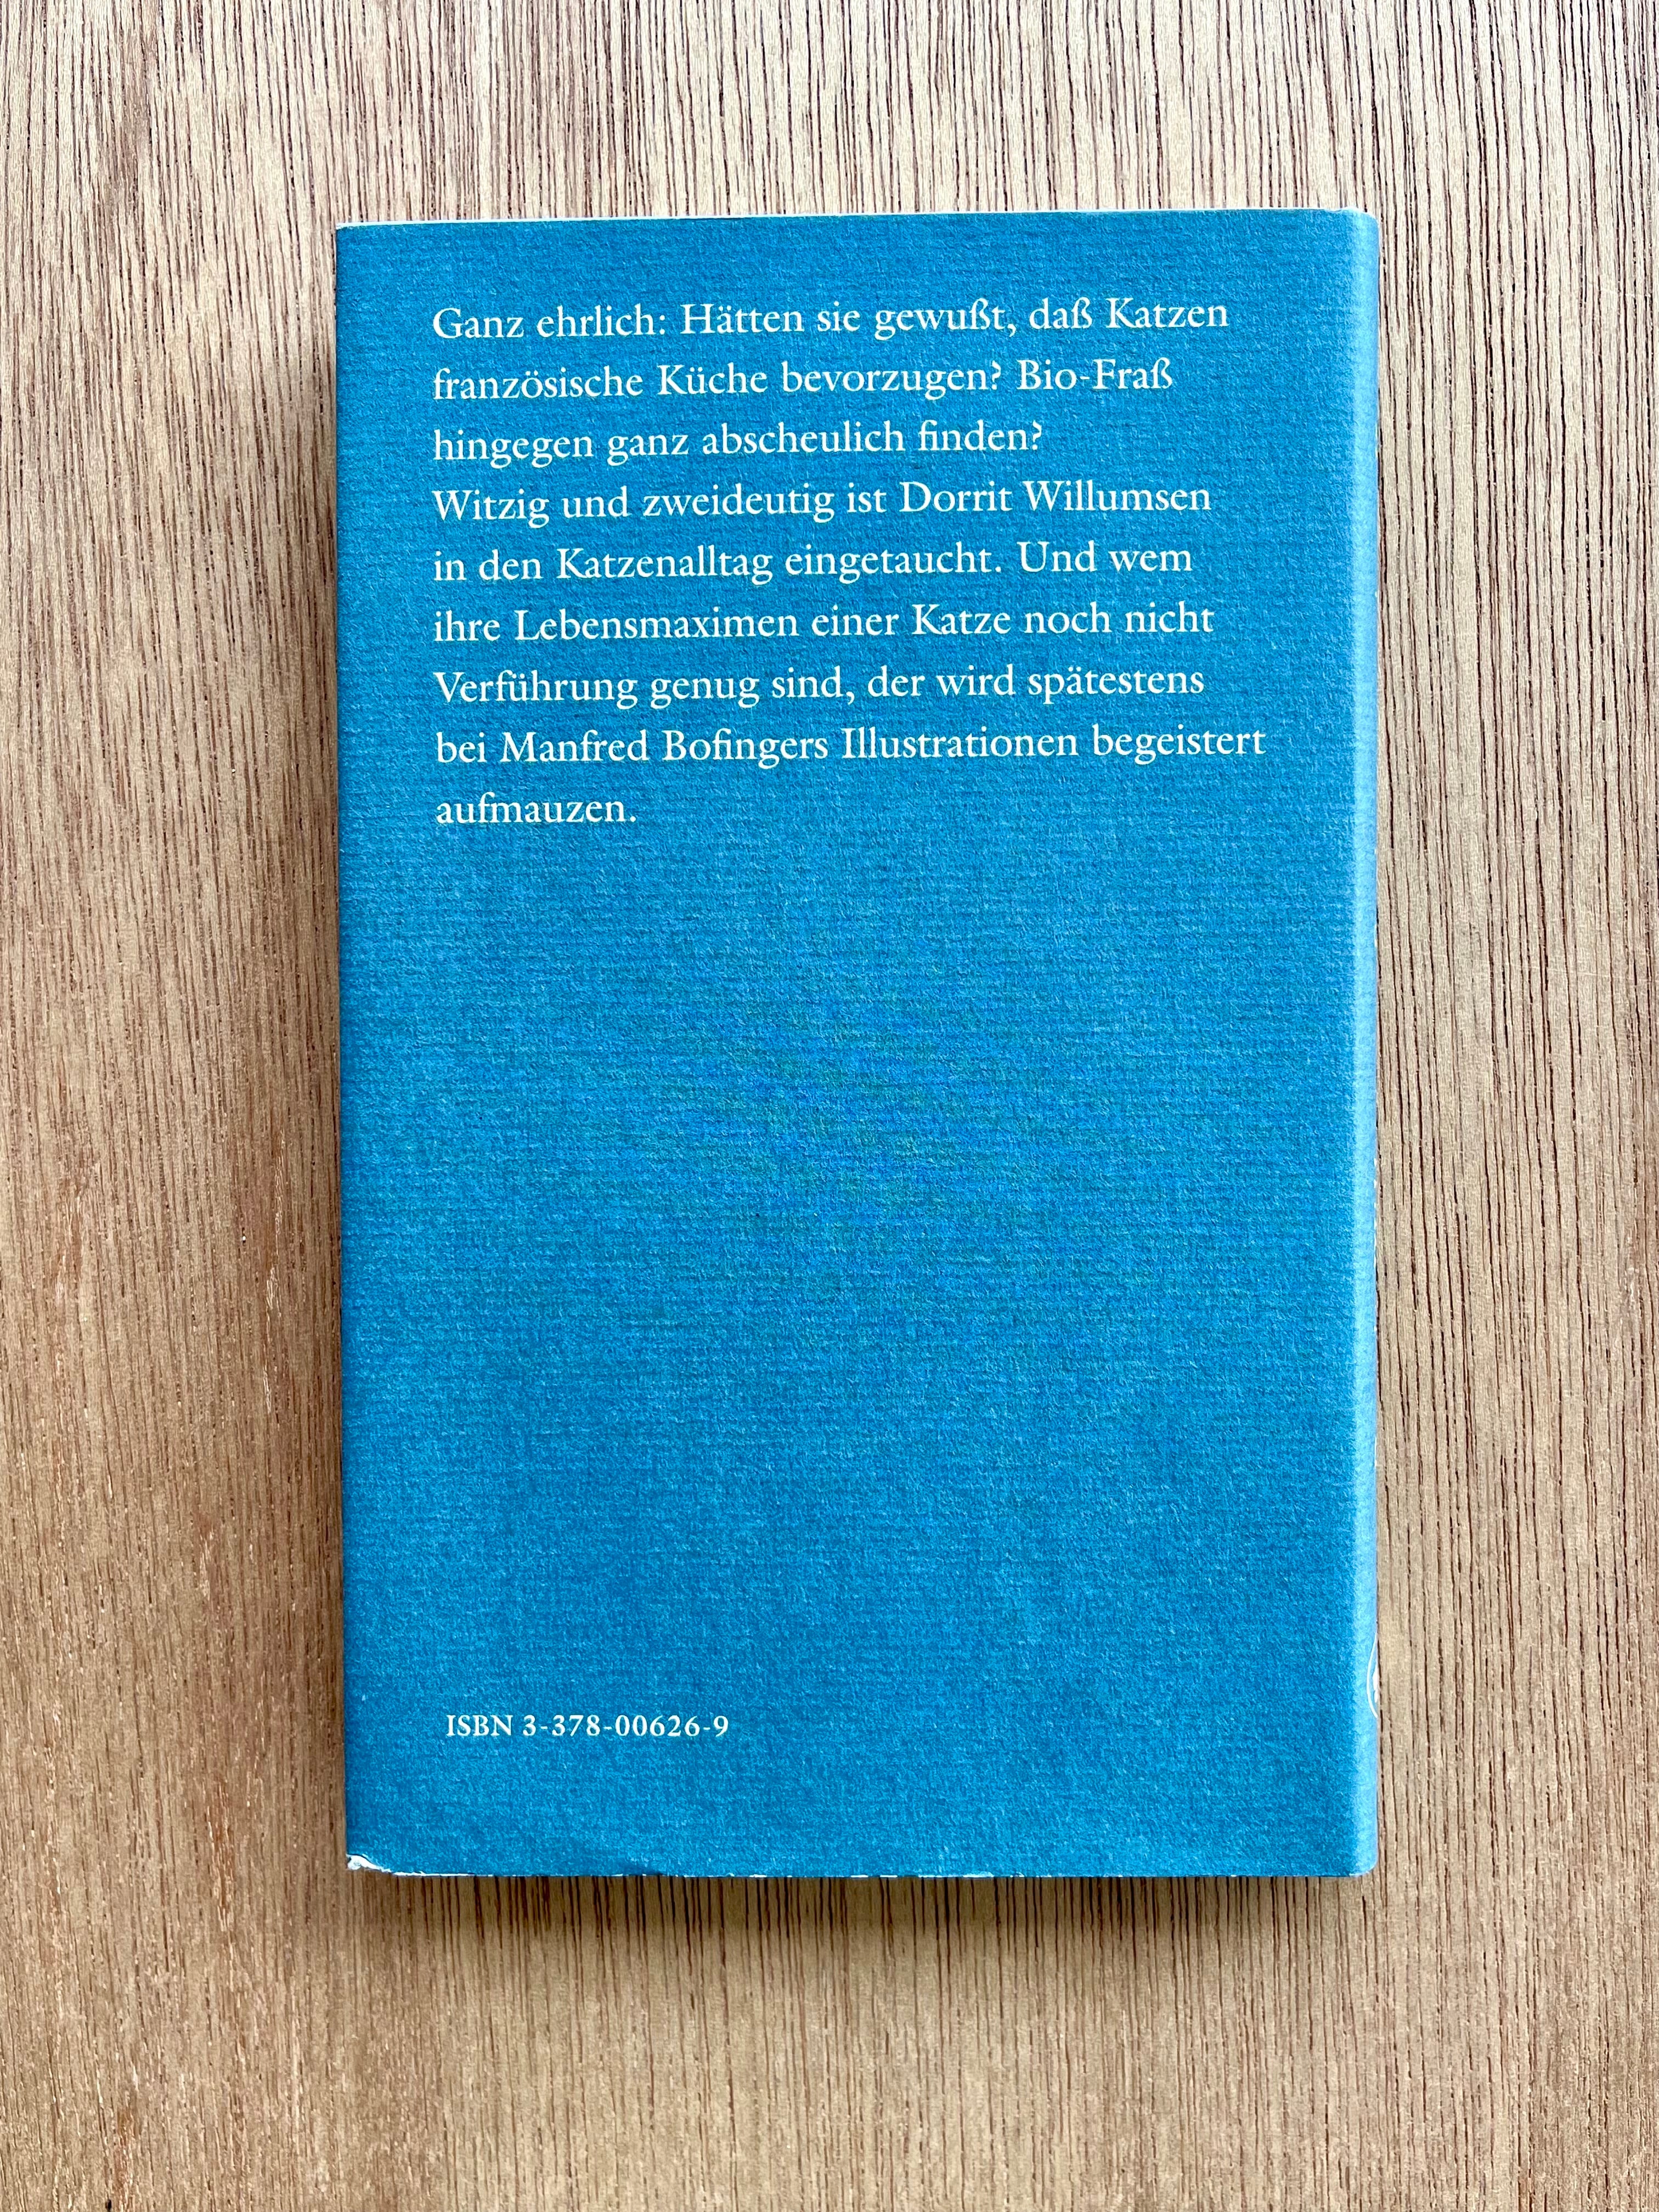 Ganz ehrlich: Hätten sie gewußt, daß Katzen
französische Küche bevorzugen? Bio-Fraß
hingegen ganz abscheulich finden?
Witzig und zweideutig ist Dorrit Willumsen
in den Katzenalltag eingetaucht. Und wem
ihre Lebensmaximen einer Katze noch nicht
Verführung genug sind, der wird spätestens
bei Manfred Bofingers Illustrationen begeistert
aufmauzen.
ISBN 3-378-00626-9